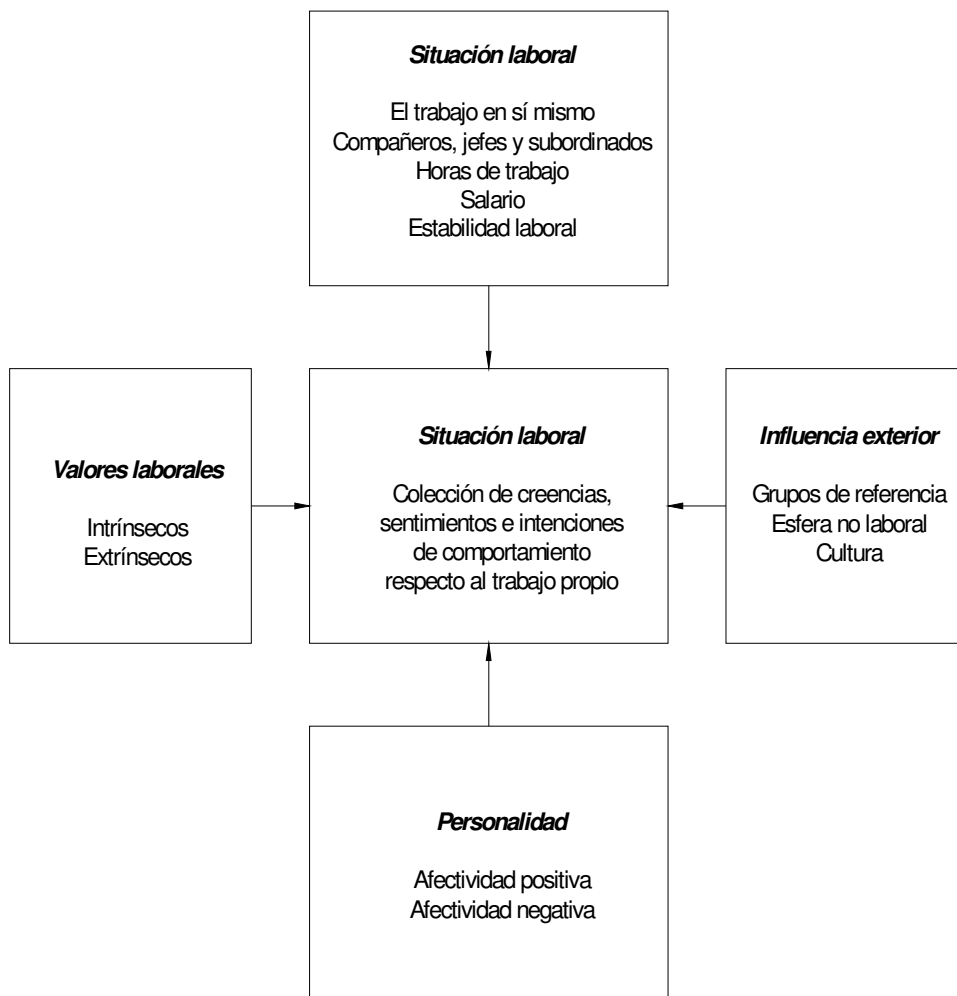 Situación laboral
El trabajo en sí mismo
Compañeros, jefes y subordinados
Horas de trabajo
Salario
Estabilidad laboral
Valores laborales
Intrínsecos
Extrínsecos
Situación laboral
Colección de creencias,
sentimientos e intenciones
de comportamiento
respecto al trabajo propio
Influencia exterior
Grupos de referencia
Esfera no laboral
Cultura
Personalidad
Afectividad positiva
Afectividad negativa